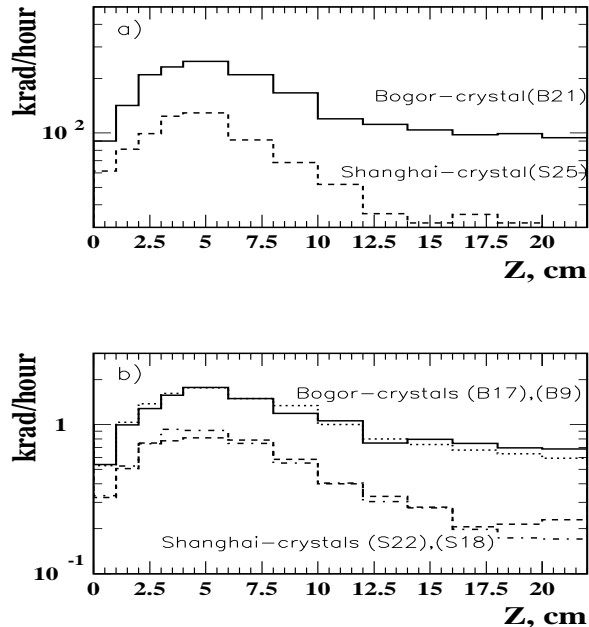 krad/hour
a)
Bogor-crystal(B21)
10 2
Shanghai-crystal(S25)
0 2.5 5 7.5 10 12.5 15 17.5 20
Z, cm
krad/hour
b)
Bogor-crystals (B17),(B9)
1
Shanghai-crystals (S22),(S18)
10 -1
0 2.5 5 7.5 10 12.5 15 17.5 20
Z, cm